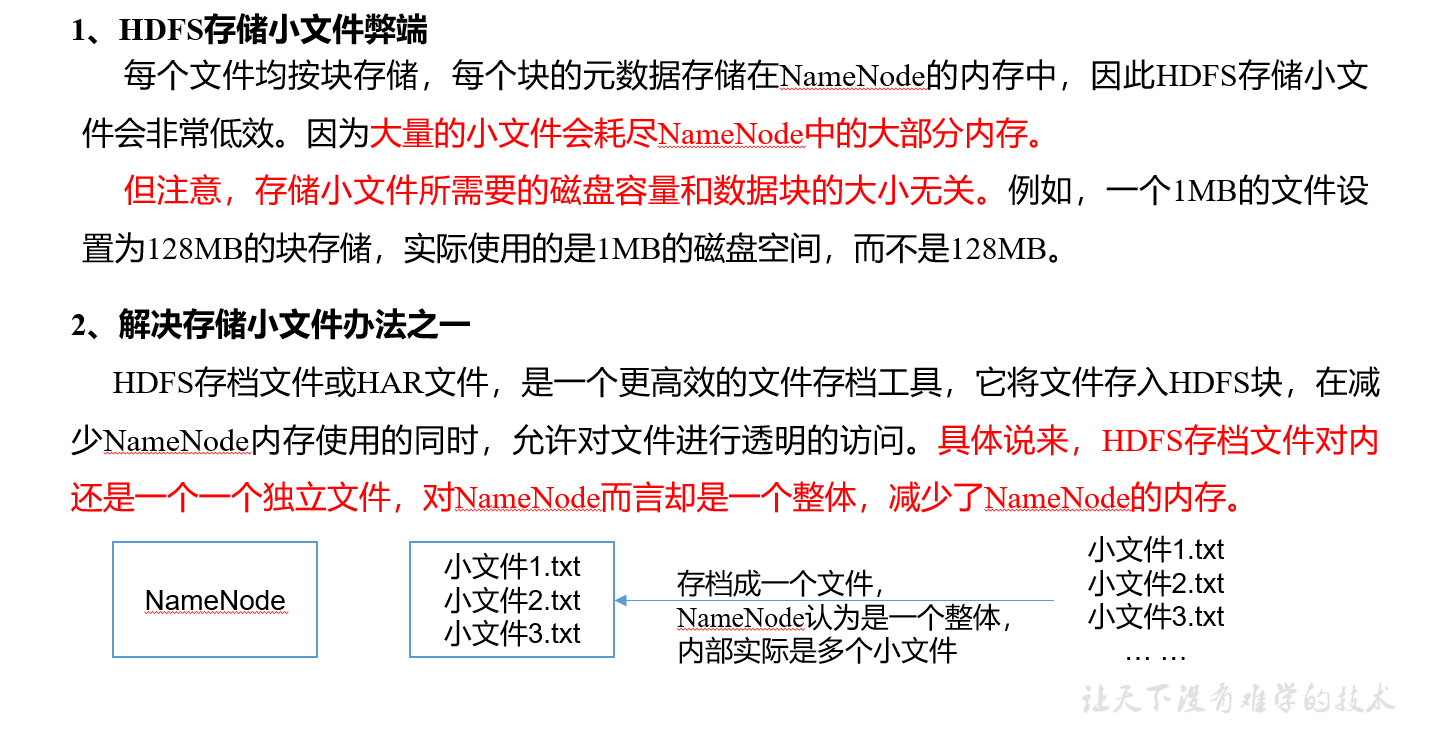 1、HDFS存储小文件弊端
每个文件均按块存储，每个块的元数据存储在NameNode的内存中，因此HDFS存储小文
件会非常低效。因为大量的小文件会耗尽NameNode中的大部分内存。
但注意，存储小文件所需要的磁盘容量和数据块的大小无关。例如，一个1MB的文件设
置为128MB的块存储，实际使用的是1MB的磁盘空间，而不是128MB。
2、解决存储小文件办法之一
HDFS存档文件或HAR文件，是一个更高效的文件存档工具，它将文件存入HDFS块，在减
少NameNode内存使用的同时，允许对文件进行透明的访问。具体说来，HDFS存档文件对内
还是一个一个独立文件，对NameNode而言却是一个整体，减少了NameNode的内存。
NameNode
小文件1.txt
小文件2.txt
小文件3.txt
存档成一个文件，
NameNode认为是一个整体，
内部实际是多个小文件
小文件1.txt
小文件2.txt
小文件3.txt
… …
让天下没有难学的技术